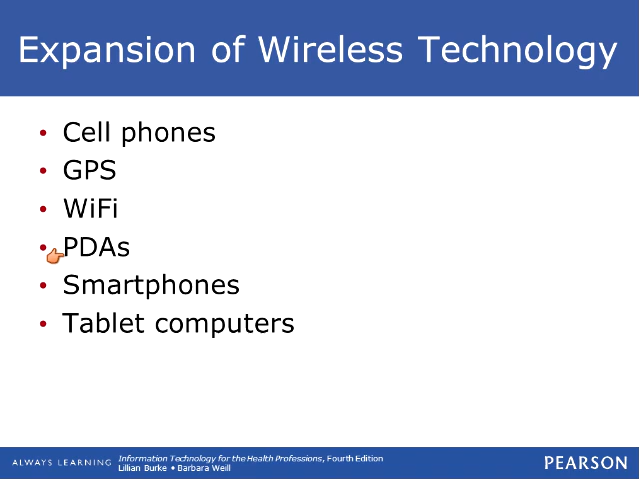 Expansion of Wireless Technology
• Cell phones
• GPS
• WiFi
• PDAs
• Smartphones
• Tablet computers
ALWAYS LEARNING
Information Technology for the Health Professions, Fourth Edition
Lillian Burke • Barbara Weill
PEARSON